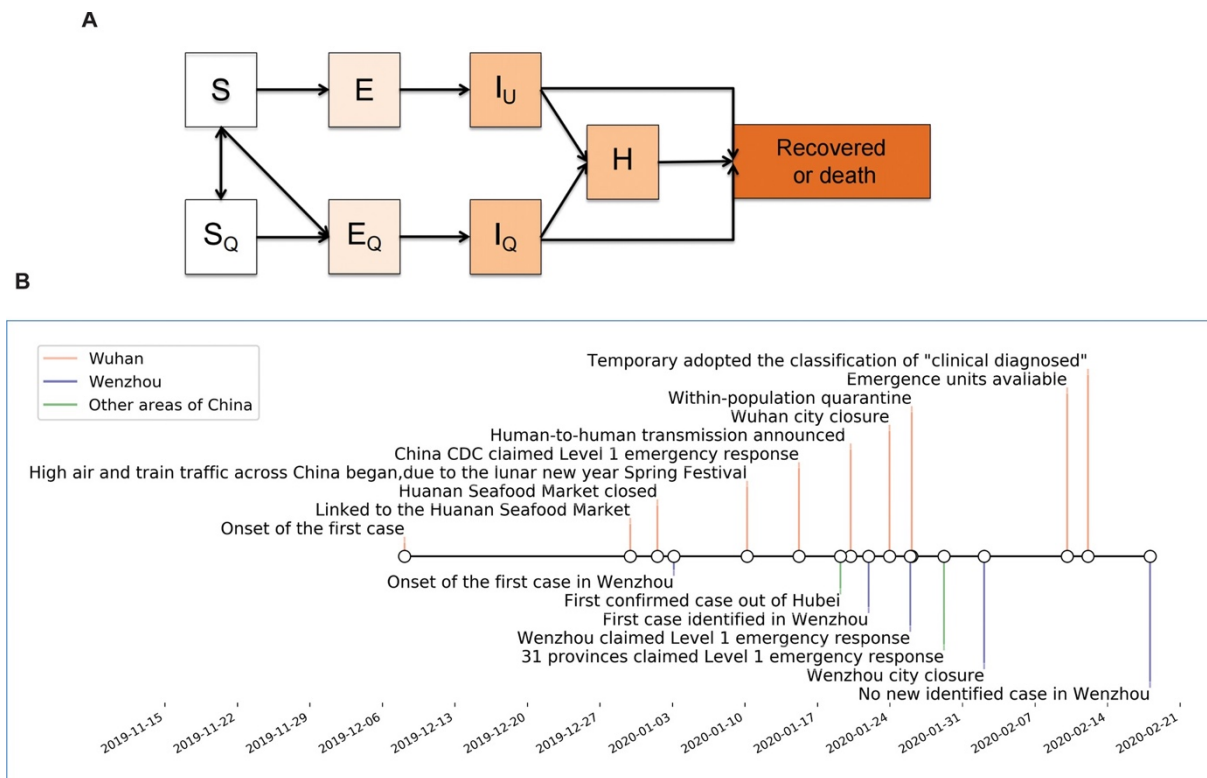 A
S
E
I_U
H
Recovered
or death
S_Q
E_Q
I_Q
B
Wuhan
Wenzhou
Other areas of China
Temporary adopted the classification of "clinical diagnosed"
Emergence units avaliable
Within-population quarantine
Wuhan city closure
Human-to-human transmission announced
China CDC claimed Level 1 emergency response
High air and train traffic across China began,due to the lunar new year Spring Festival
Huanan Seafood Market closed
Linked to the Huanan Seafood Market
Onset of the first case
Onset of the first case in Wenzhou
First confirmed case out of Hubei
First case identified in Wenzhou
Wenzhou claimed Level 1 emergency response
31 provinces claimed Level 1 emergency response
Wenzhou city closure
No new identified case in Wenzhou
2019-11-15
2019-11-22
2019-11-29
2019-12-06
2019-12-13
2019-12-20
2019-12-27
2020-01-03
2020-01-10
2020-01-17
2020-01-24
2020-01-31
2020-02-07
2020-02-14
2020-02-21